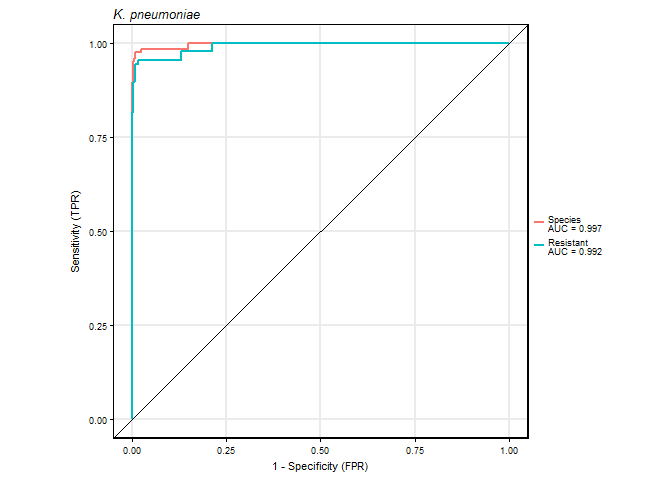 K. pneumoniae
1.00
0.75
0.50
0.25
0.00
Sensitivity (TPR)
0.00 0.25 0.50 0.75 1.00
1 - Specificity (FPR)
Species
AUC = 0.997
Resistant
AUC = 0.992